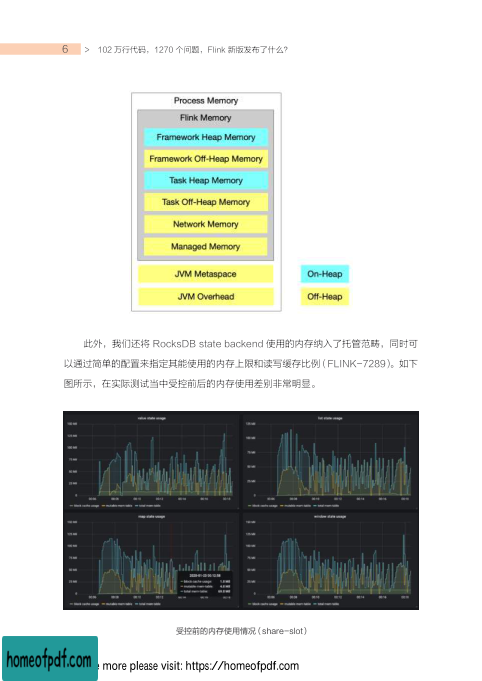 6 > 102 万行代码，1270 个问题，Flink 新版发布了什么？
Process Memory
Flink Memory
Framework Heap Memory
Framework Off-Heap Memory
Task Heap Memory
Task Off-Heap Memory
Network Memory
Managed Memory
JVM Metaspace
On-Heap
JVM Overhead
Off-Heap
此外，我们还将 RocksDB state backend 使用的内存纳入了托管范畴，同时可
以通过简单的配置来指定其能使用的内存上限和读写缓存比例（FLINK-7289）。如下
图所示，在实际测试当中受控前后的内存使用差别非常明显。
value state usage
list state usage
map state usage
window state usage
受控前的内存使用情况（share-slot）
homeofpdf.com
e more please visit: https://homeofpdf.com